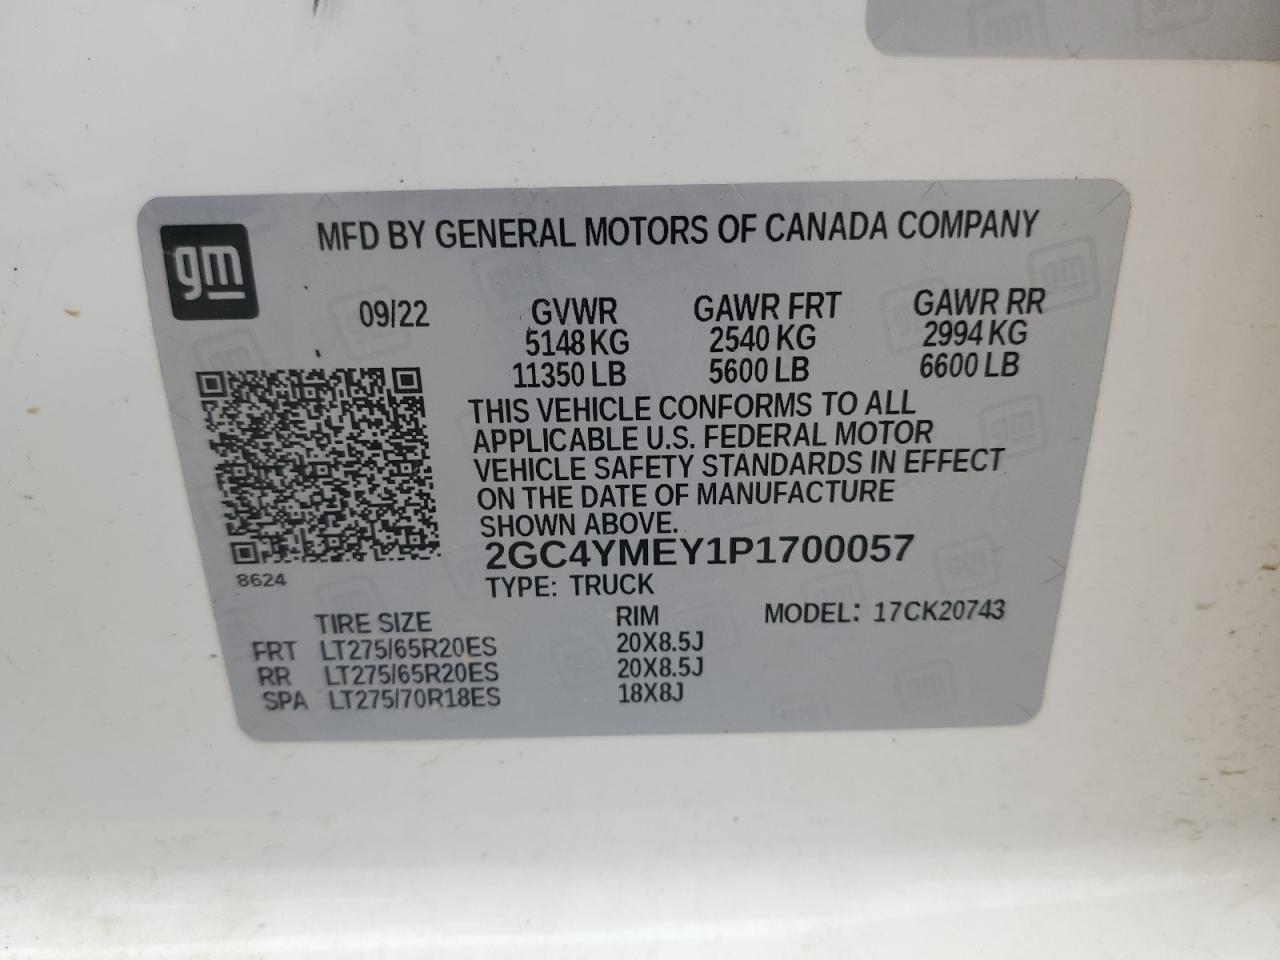 gm
MFD BY GENERAL MOTORS OF CANADA COMPANY
09/22 GVWR GAWR FRT GAWR RR
5148 KG 2540 KG 2994 KG
11350 LB 5600 LB 6600 LB
THIS VEHICLE CONFORMS TO ALL
APPLICABLE U.S. FEDERAL MOTOR
VEHICLE SAFETY STANDARDS IN EFFECT
ON THE DATE OF MANUFACTURE
SHOWN ABOVE.
2GC4YMEY1P1700057
8624
TYPE: TRUCK
TIRE SIZE RIM MODEL: 17CK20743
FRT LT275/65R20ES 20X8.5J
RR LT275/65R20ES 20X8.5J
SPA LT275/70R18ES 18X8J